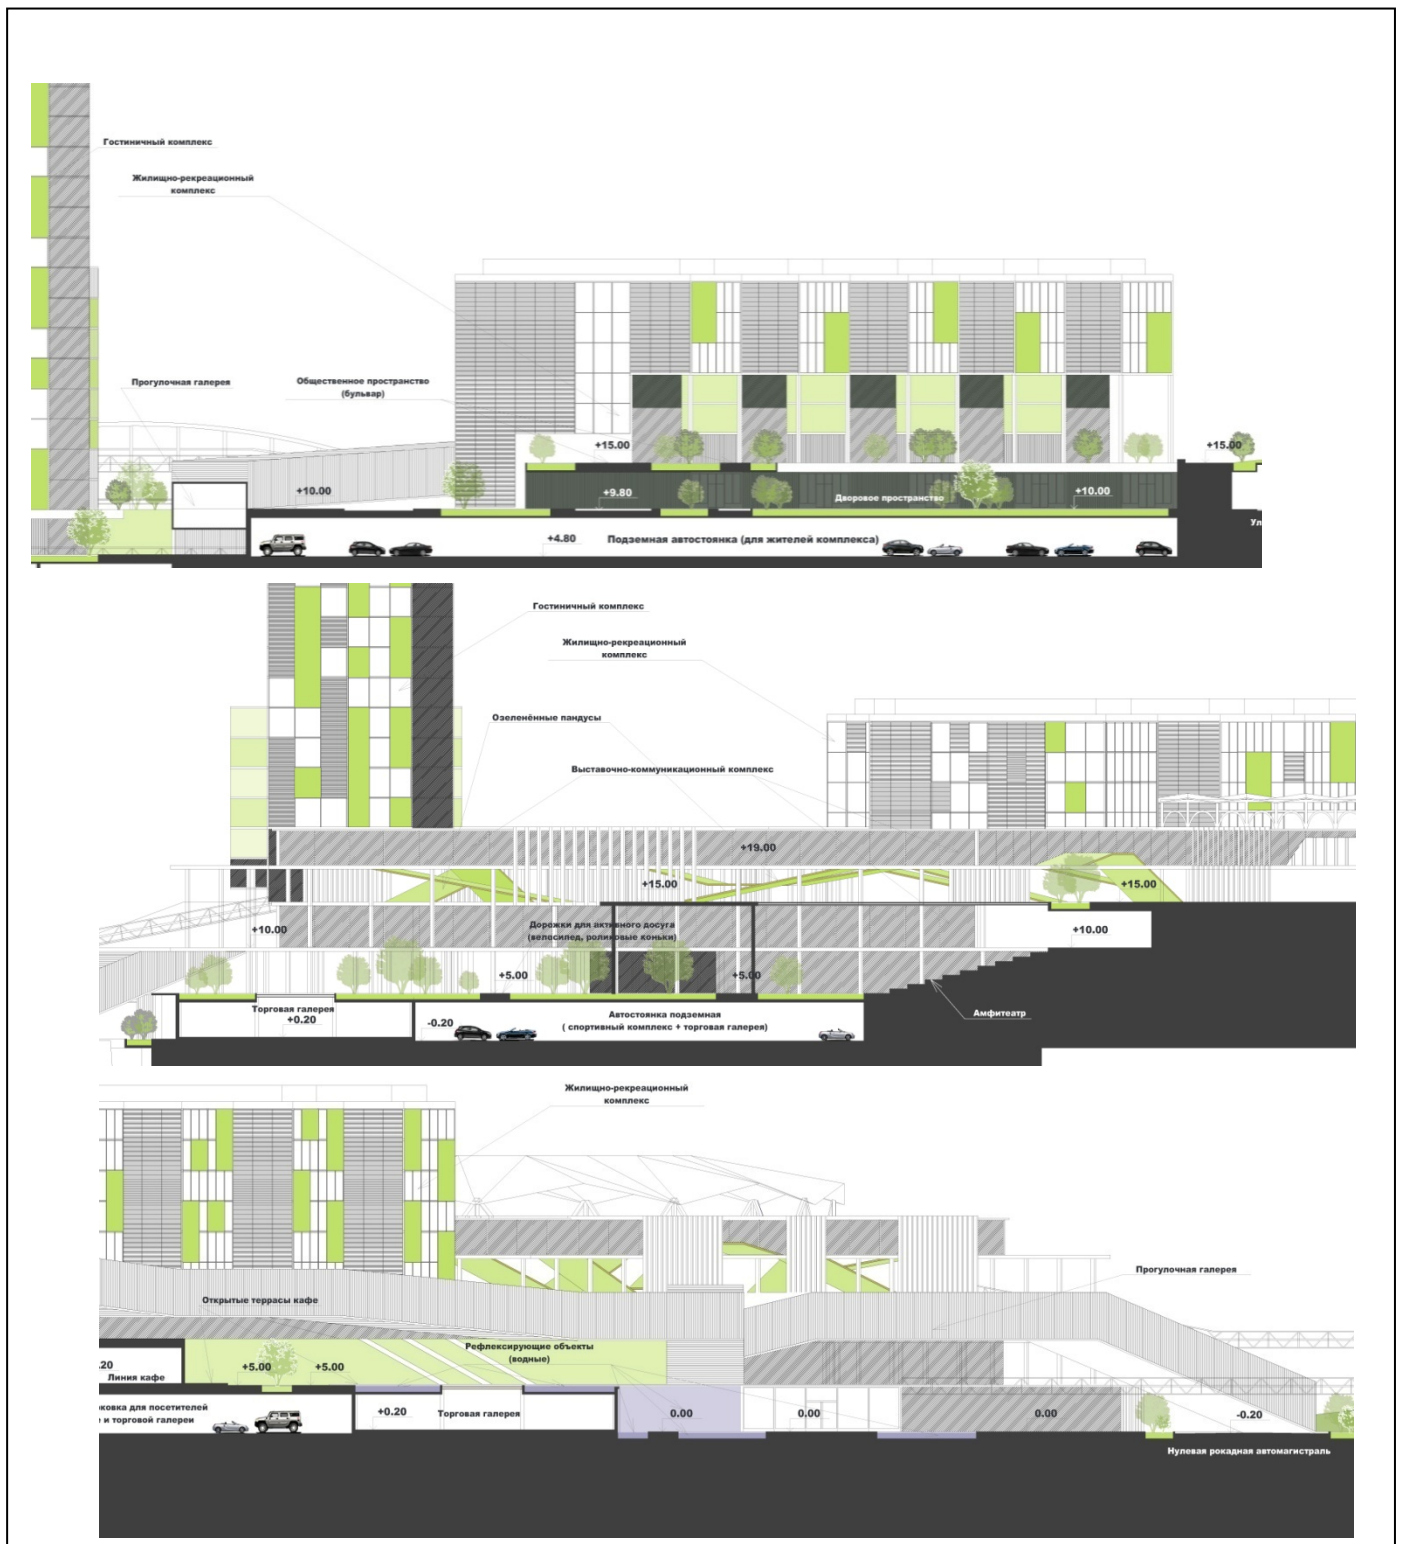 Гостиничный комплекс
Жилищно-рекреационный
комплекс
Прогулочная галерея
Общественное пространство
(бульвар)
+15.00
+15.00
+10.00
+9.80
Дворовое пространство
+10.00
Ул
+4.80
Подземная автостоянка (для жителей комплекса)
Гостиничный комплекс
Жилищно-рекреационный
комплекс
Озеленённые пандусы
Выставочно-коммуникационный комплекс
+19.00
+15.00
+15.00
+10.00
Дорожки для активного досуга
(велосипед, роликовые коньки)
+10.00
+5.00
+5.00
Торговая галерея
+0.20
-0.20
Автостоянка подземная
( спортивный комплекс + торговая галерея)
Амфитеатр
Жилищно-рекреационный
комплекс
Прогулочная галерея
Открытые террасы кафе
Рефлексирующие объекты
(водные)
.20
+5.00
+5.00
Линия кафе
ковка для посетителей
и торговой галереи
+0.20
Торговая галерея
0.00
0.00
0.00
-0.20
Нулевая рокадная автомагистраль